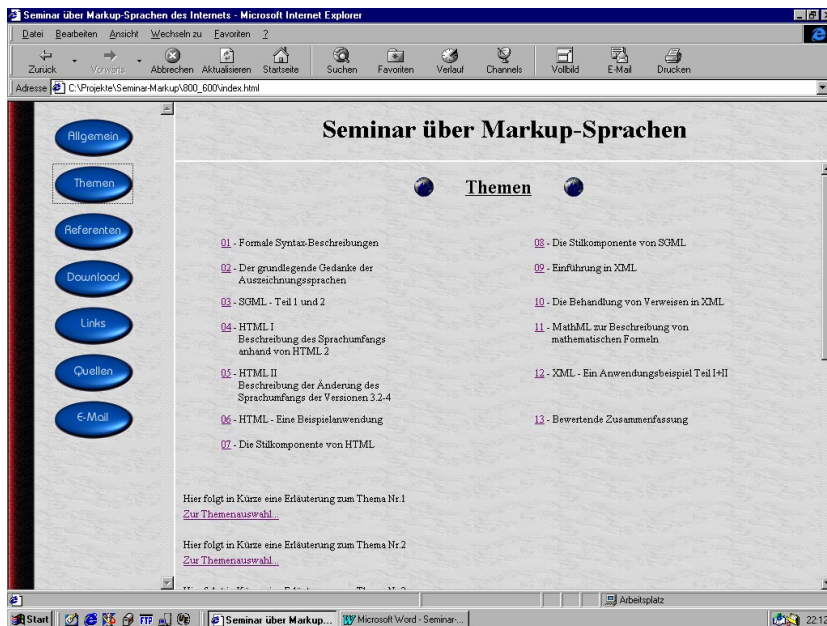 Seminar über Markup-Sprachen des Internets - Microsoft Internet Explorer
Datei Bearbeiten Ansicht Wechseln zu Favoriten ?
Zurück Vorwärts Abbrechen Aktualisieren Startseite Suchen Favoriten Verlauf Channels Vollbild E-Mail Drucken
Adresse C:\Projekte\Seminar-Markup\800_600\index.html
Allgemein
Themen
Referenten
Download
Links
Quellen
E-Mail
Seminar über Markup-Sprachen
Themen
01 - Formale Syntax-Beschreibungen
02 - Der grundlegende Gedanke der
Auszeichnungssprachen
03 - SGML - Teil 1 und 2
04 - HTML I
Beschreibung des Sprachumfangs
anhand von HTML 2
05 - HTML II
Beschreibung der Änderung des
Sprachumfangs der Versionen 3.2-4
06 - HTML - Eine Beispielanwendung
07 - Die Stilkomponente von HTML
08 - Die Stilkomponente von SGML
09 - Einführung in XML
10 - Die Behandlung von Verweisen in XML
11 - MathML zur Beschreibung von
mathematischen Formeln
12 - XML - Ein Anwendungsbeispiel Teil I+II
13 - Bewertende Zusammenfassung
Hier folgt in Kürze eine Erläuterung zum Thema Nr.1
Zur Themenauswahl...
Hier folgt in Kürze eine Erläuterung zum Thema Nr.2
Zur Themenauswahl...
Arbeitsplatz
Start FTP Seminar über Markup... Microsoft Word - Seminar-... 22:12